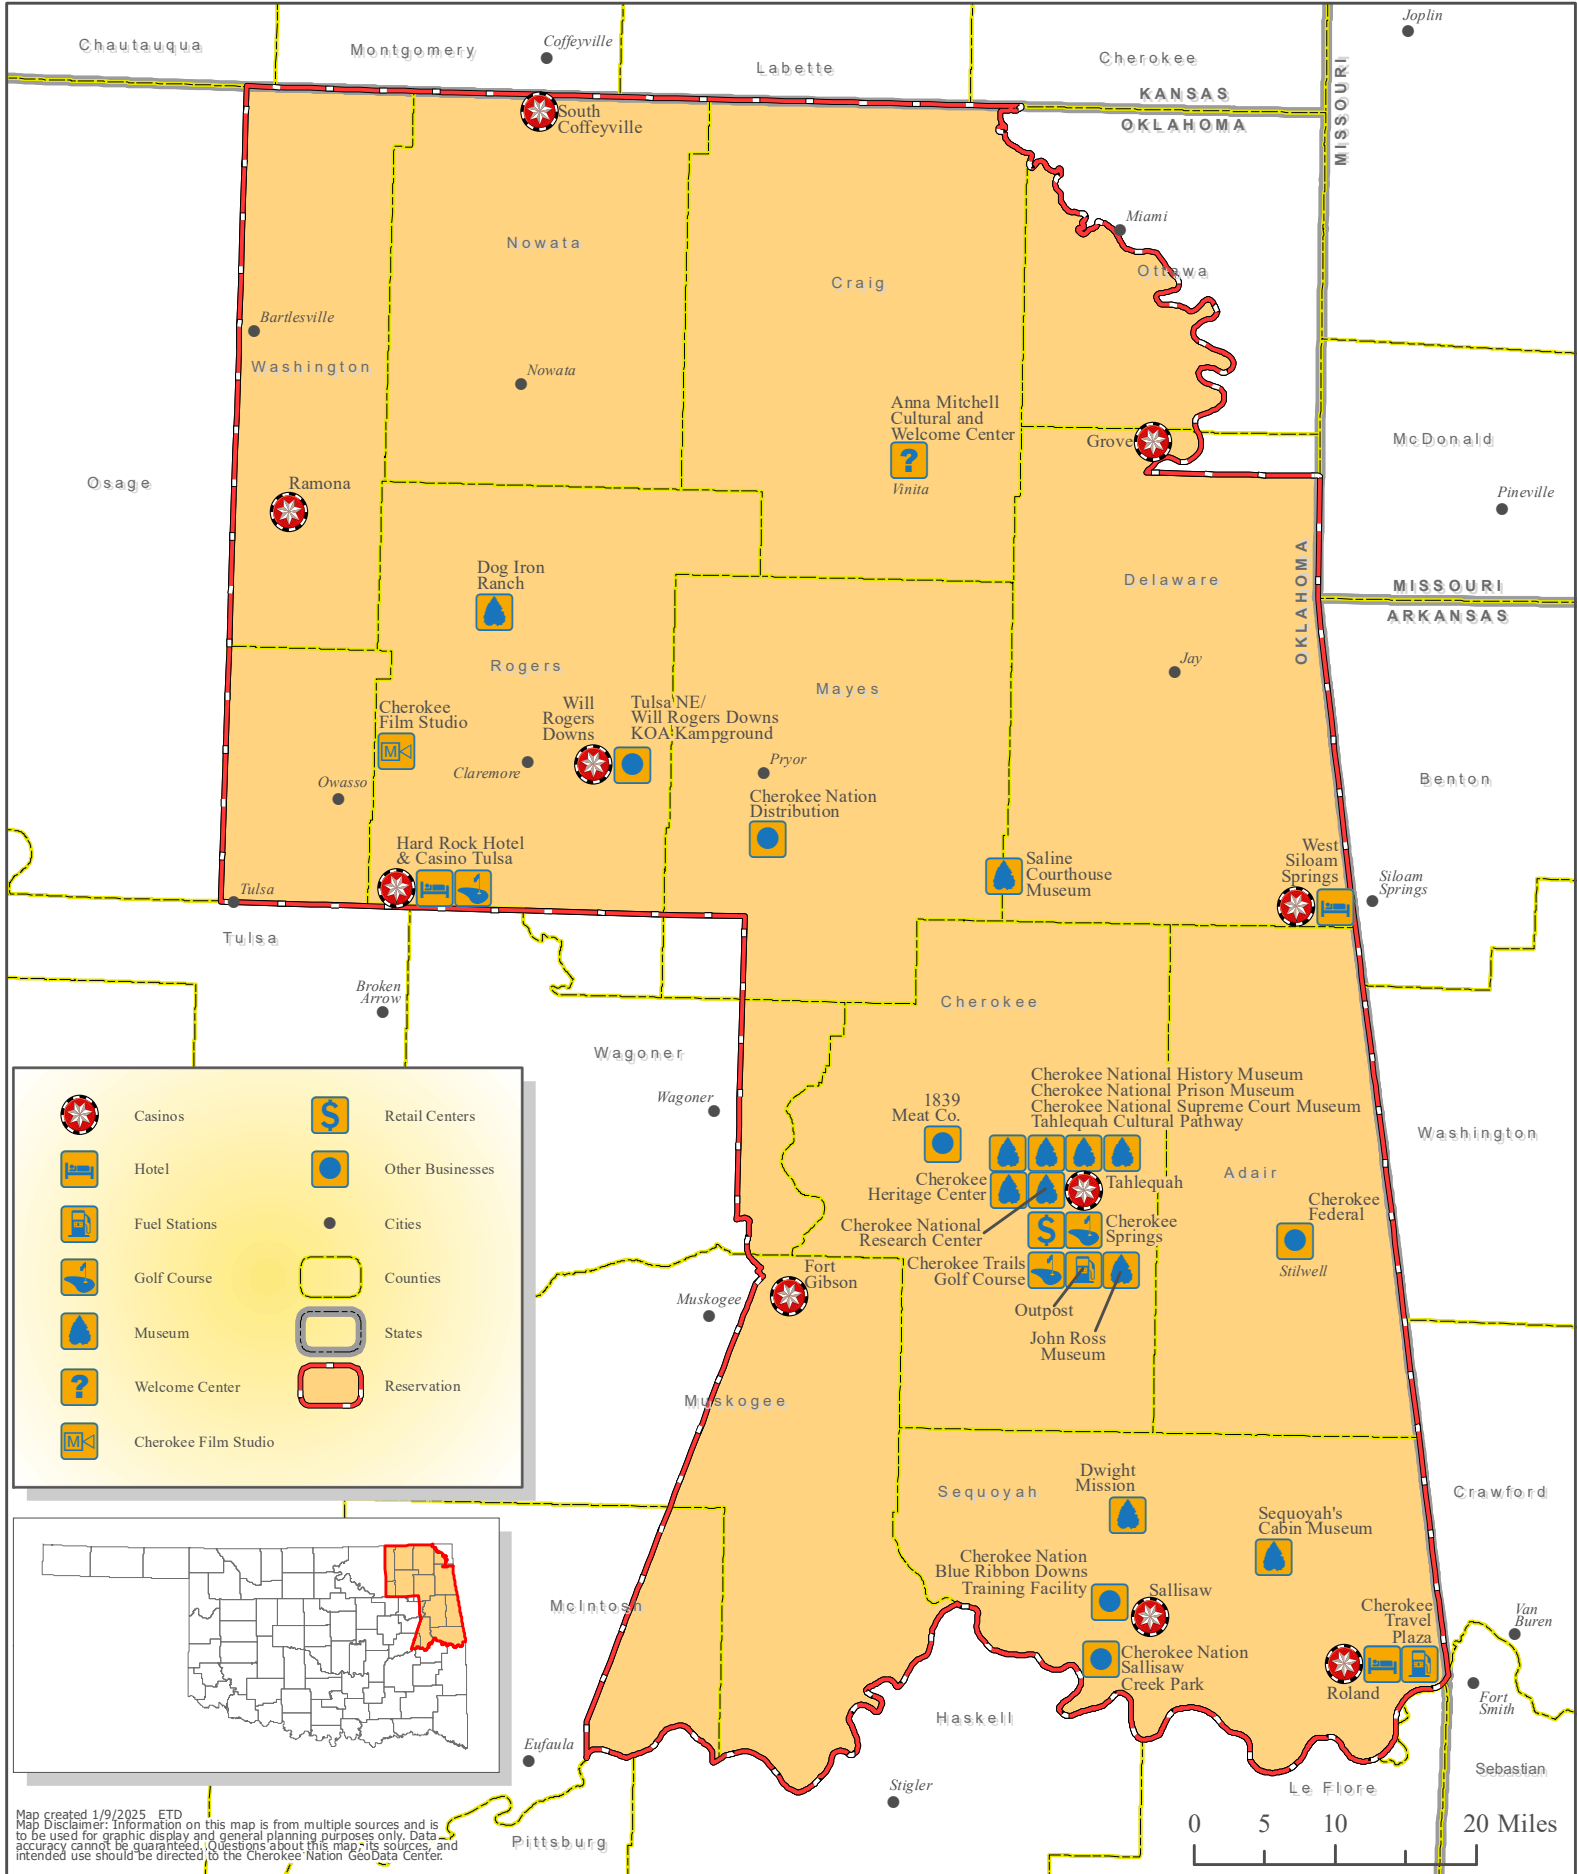 Chautauqua
Montgomery
Coffeyville
Labette
Cherokee
Joplin
KANSAS
OKLAHOMA
MISSOURI
South
Coffeyville
Miami
Ottawa
Nowata
Craig
Bartlesville
Washington
Nowata
Anna Mitchell
Cultural and
Welcome Center
?
Vinita
Grove
McDonald
Osage
Ramona
Pineville
Dog Iron
Ranch
Delaware
OKLAHOMA
MISSOURI
ARKANSAS
Rogers
Mayes
Jay
Cherokee
Film Studio
M
Will
Rogers
Downs
Tulsa NE/
Will Rogers Downs
KOA Kampground
Claremore
Pryor
Owasso
Benton
Cherokee Nation
Distribution
Hard Rock Hotel
& Casino Tulsa
Saline
Courthouse
Museum
West
Siloam
Springs
Siloam
Springs
Tulsa
Tulsa
Broken
Arrow
Cherokee
Wagoner
Wagoner
Cherokee National History Museum
Cherokee National Prison Museum
Cherokee National Supreme Court Museum
Tahlequah Cultural Pathway
1839
Meat Co.
Washington
Cherokee
Heritage Center
Tahlequah
Adair
Cherokee National
Research Center
$
Cherokee
Springs
Cherokee
Federal
Stilwell
Cherokee Trails
Golf Course
Outpost
John Ross
Museum
Fort
Gibson
Muskogee
Muskogee
Casinos
Hotel
Fuel Stations
Golf Course
Museum
?
Welcome Center
M
Cherokee Film Studio
$
Retail Centers
Other Businesses
Cities
Counties
States
Reservation
Dwight
Mission
Sequoyah
Sequoyah's
Cabin Museum
Crawford
Cherokee Nation
Blue Ribbon Downs
Training Facility
Sallisaw
McIntosh
Cherokee
Travel
Plaza
Van
Buren
Cherokee Nation
Sallisaw
Creek Park
Roland
Fort
Smith
Haskell
Eufaula
Stigler
Le Flore
Sebastian
Pittsburg
0 5 10 20 Miles
Map created 1/9/2025 ETD
Map Disclaimer: Information on this map is from multiple sources and is
to be used for graphic display and general planning purposes only. Data
accuracy cannot be guaranteed. Questions about this map, its sources, and
intended use should be directed to the Cherokee Nation GeoData Center.